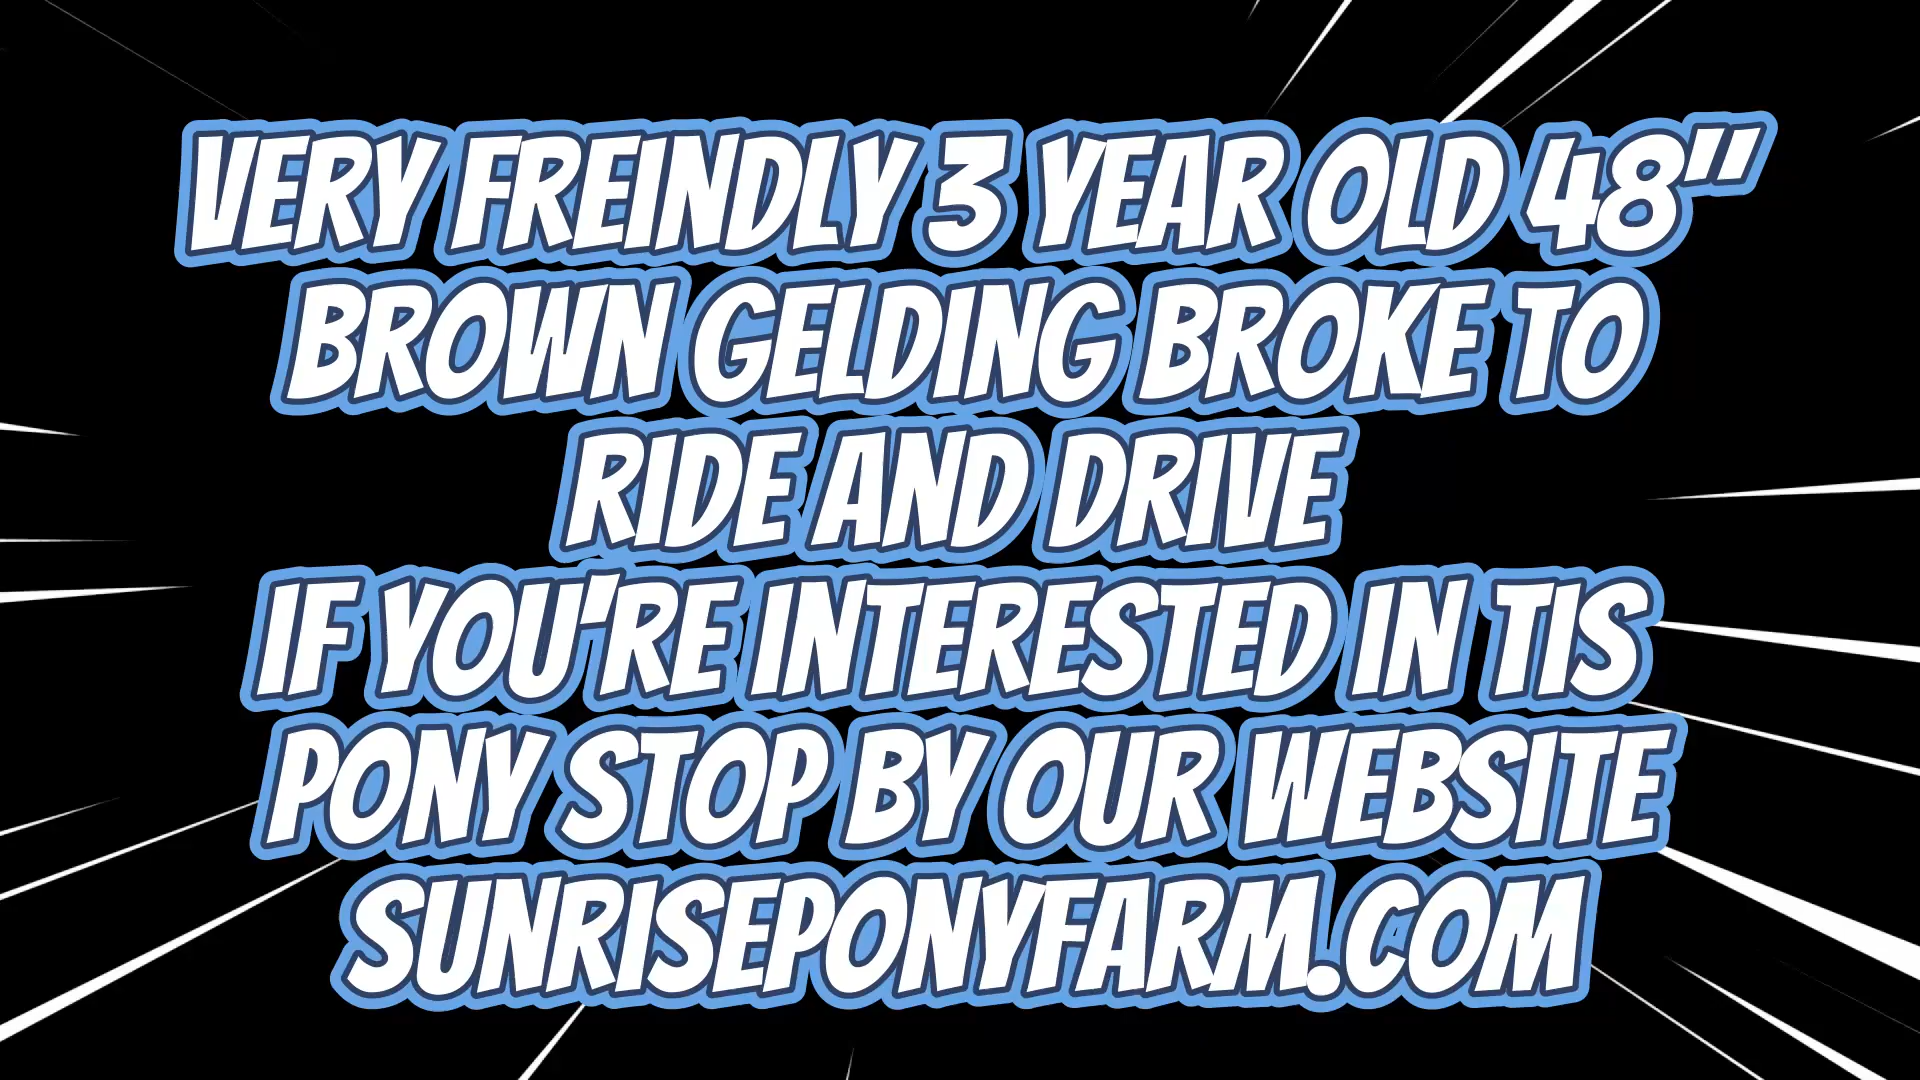 VERY FREINDLY 3 YEAR OLD 48"
BROWN GELDING BROKE TO
RIDE AND DRIVE
IF YOU'RE INTERESTED IN TIS
PONY STOP BY OUR WEBSITE
SUNRISEPONYFARM.COM